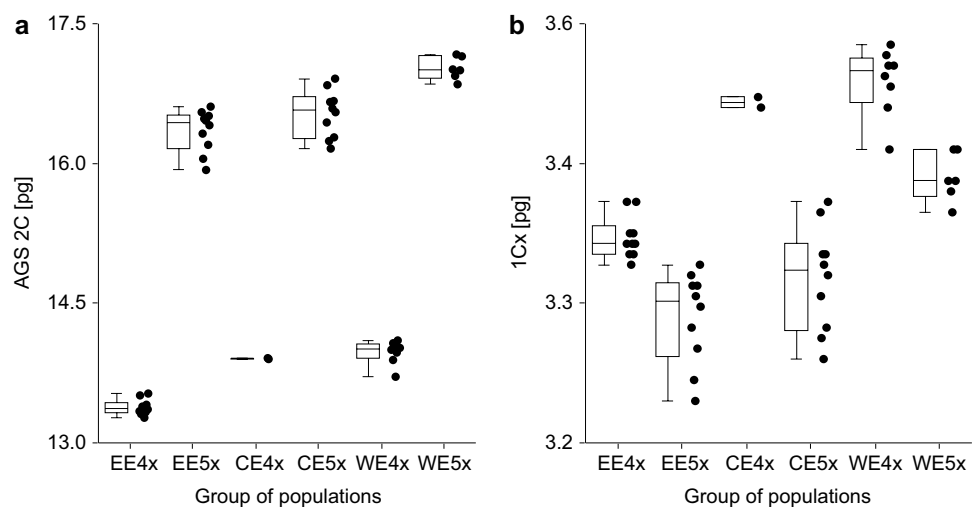 a
AGS 2C [pg]
17.5
16.0
14.5
13.0
EE4x EE5x CE4x CE5x WE4x WE5x
Group of populations
b
1Cx [pg]
3.6
3.4
3.3
3.2
EE4x EE5x CE4x CE5x WE4x WE5x
Group of populations